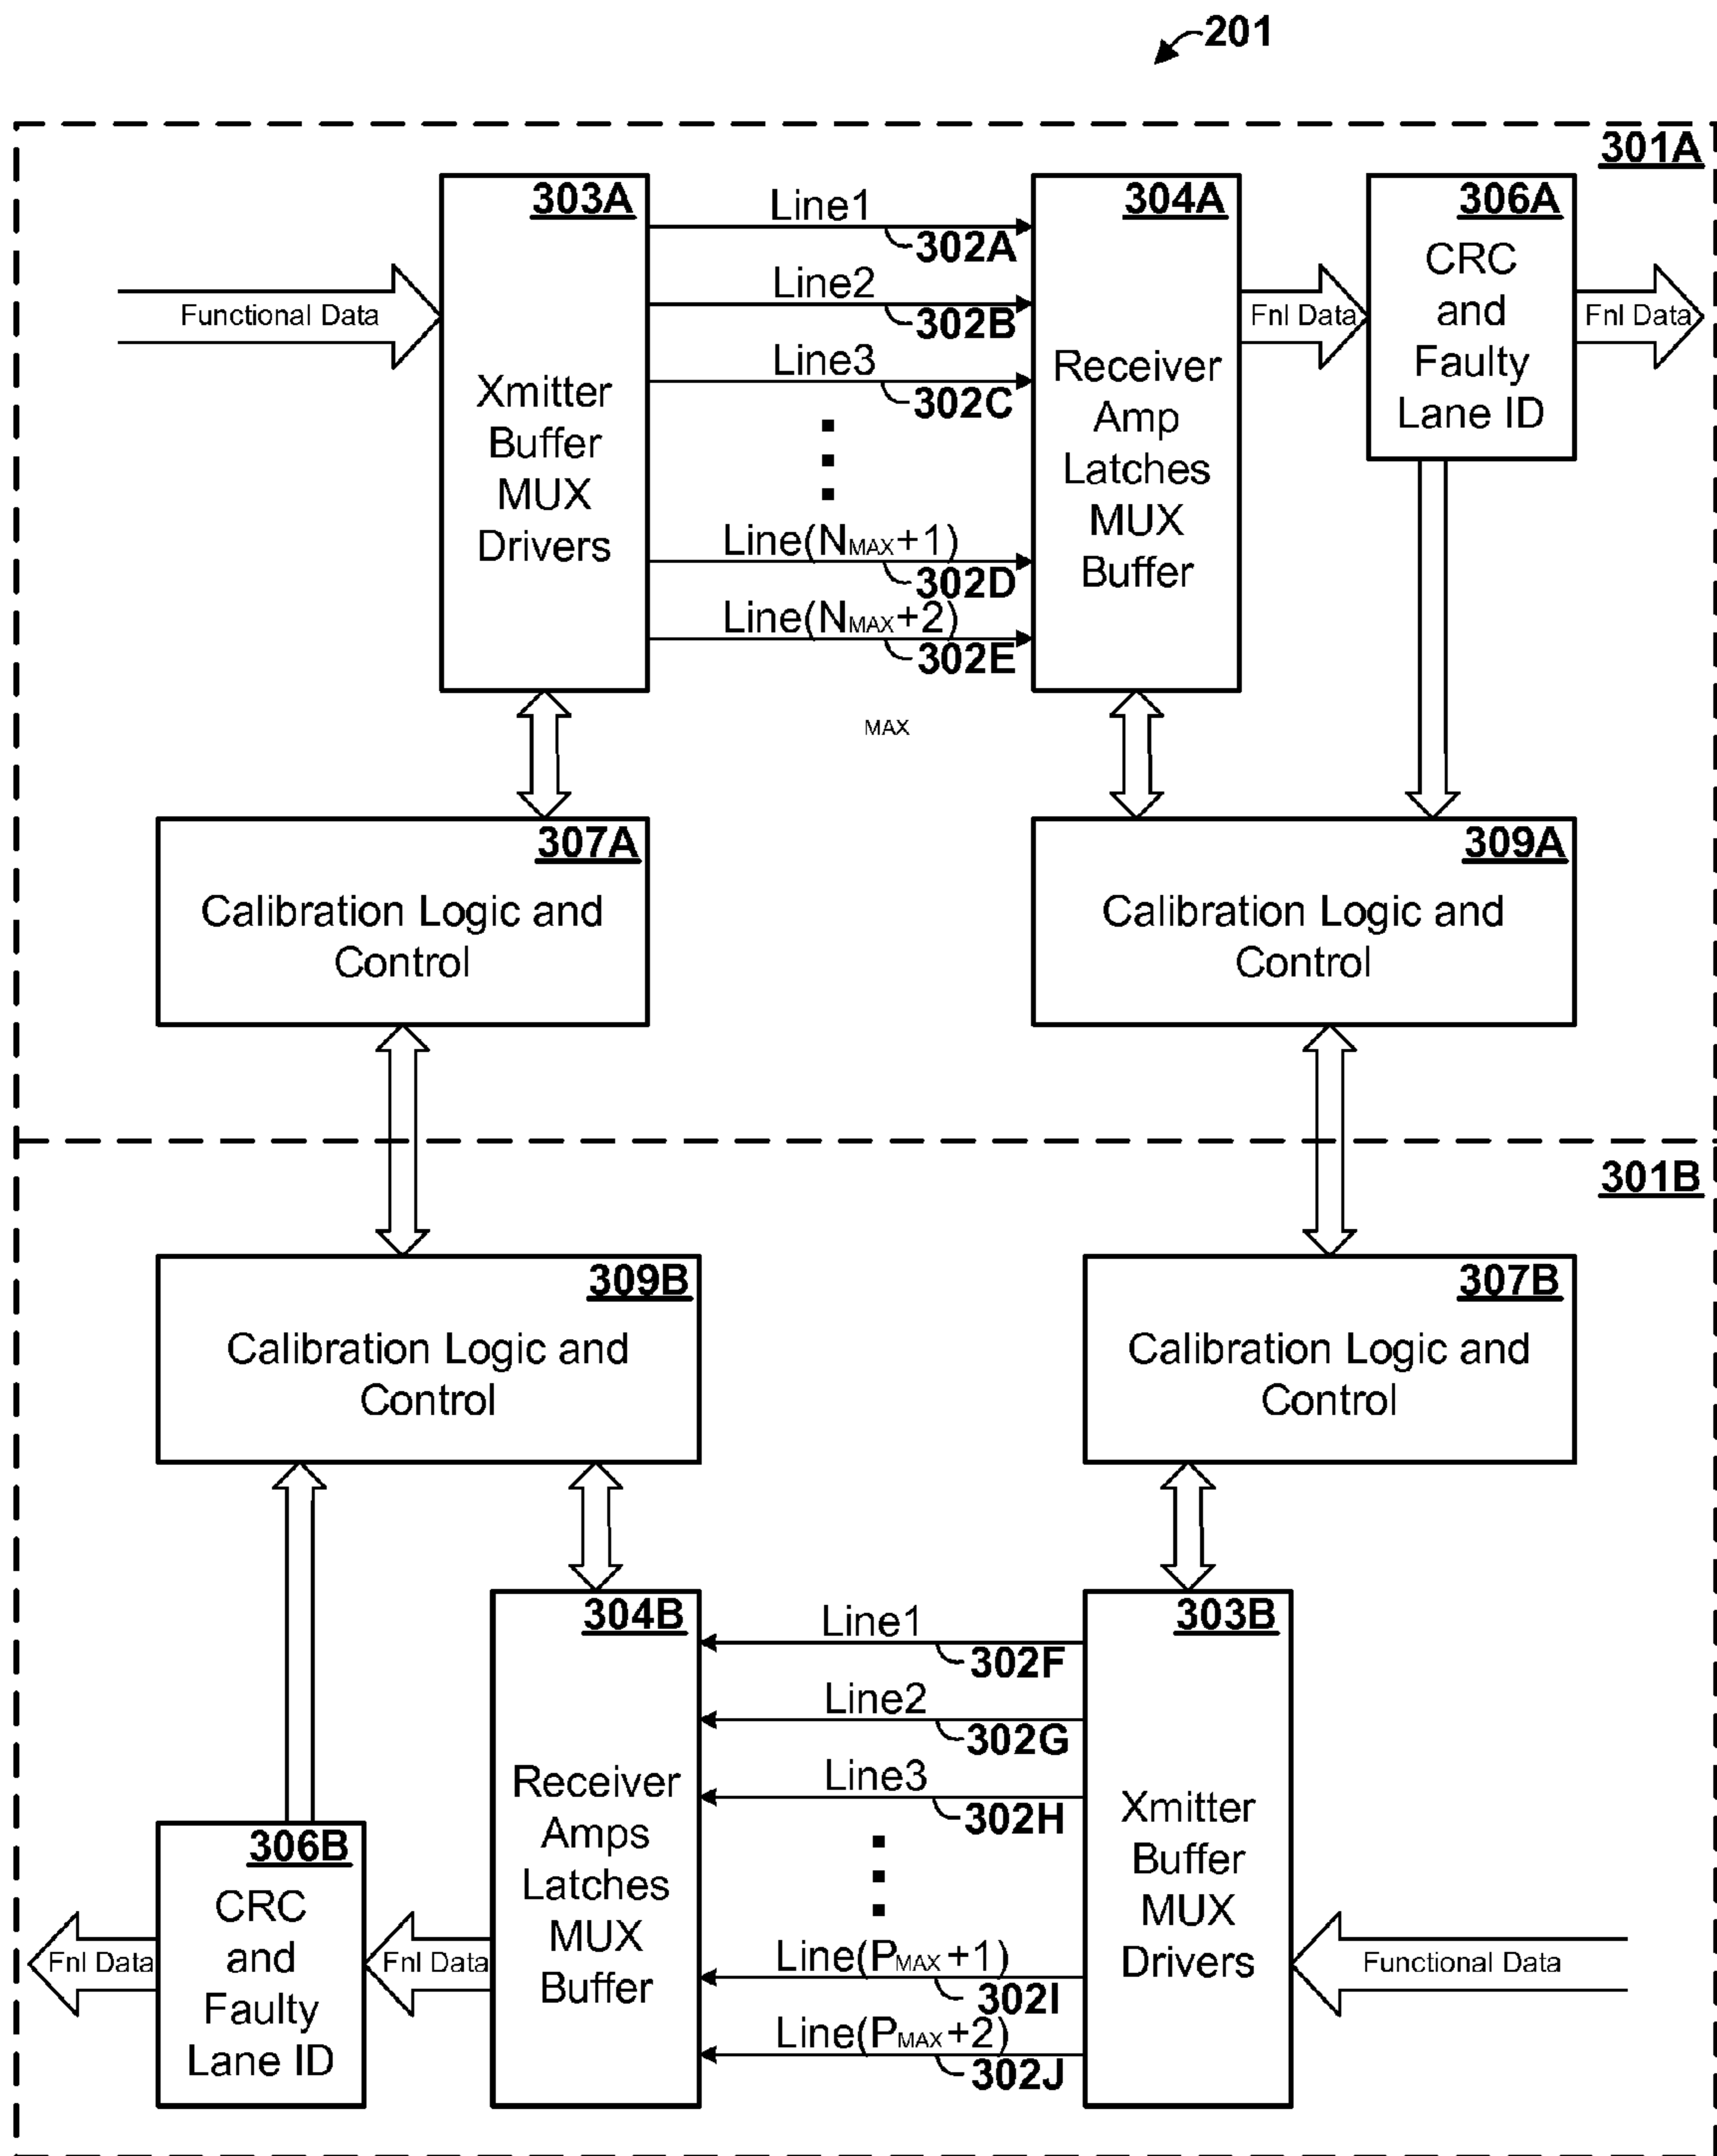 201
301A
303A
Xmitter
Buffer
MUX
Drivers
Functional Data
Line1
302A
Line2
302B
Line3
302C
Line(NMAX+1)
302D
Line(NMAX+2)
302E
MAX
304A
Receiver
Amp
Latches
MUX
Buffer
Fnl Data
306A
CRC
and
Faulty
Lane ID
Fnl Data
307A
Calibration Logic and
Control
309A
Calibration Logic and
Control
301B
309B
Calibration Logic and
Control
307B
Calibration Logic and
Control
304B
Receiver
Amps
Latches
MUX
Buffer
Line1
302F
Line2
302G
Line3
302H
Line(PMAX+1)
302I
Line(PMAX+2)
302J
303B
Xmitter
Buffer
MUX
Drivers
Functional Data
306B
CRC
and
Faulty
Lane ID
Fnl Data
Fnl Data